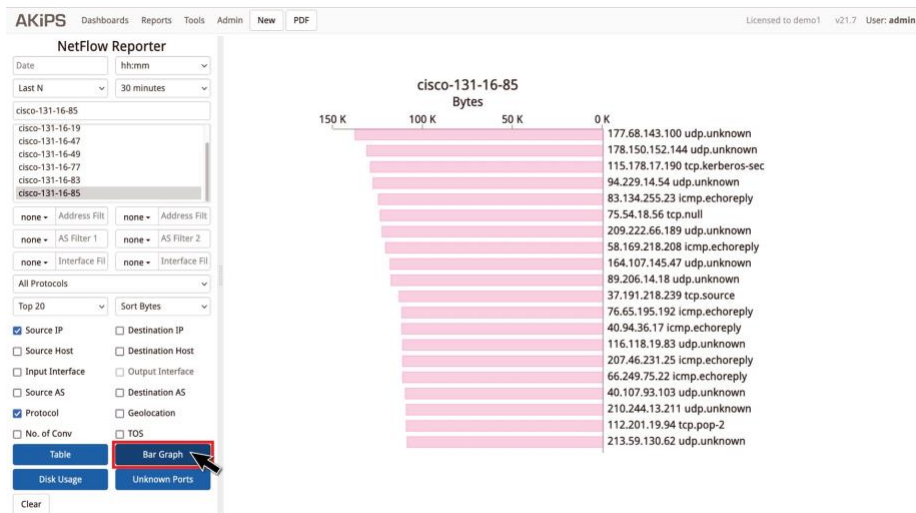 AKiPS Dashboards Reports Tools Admin New PDF Licensed to demo1 v21.7 User: admin
NetFlow Reporter
Date hh:mm
Last N 30 minutes
cisco-131-16-85
cisco-131-16-19
cisco-131-16-47
cisco-131-16-49
cisco-131-16-77
cisco-131-16-83
cisco-131-16-85
none Address Filt none Address Filt
none AS Filter 1 none AS Filter 2
none Interface Fil none Interface Fil
All Protocols
Top 20 Sort Bytes
Source IP Destination IP
Source Host Destination Host
Input Interface Output Interface
Source AS Destination AS
Protocol Geolocation
No. of Conv TOS
Table Bar Graph
Disk Usage Unknown Ports
Clear
cisco-131-16-85
Bytes
150 K 100 K 50 K 0 K
177.68.143.100 udp.unknown
178.150.152.144 udp.unknown
115.178.17.190 tcp.kerberos-sec
94.229.14.54 udp.unknown
83.134.255.23 icmp.echoreply
75.54.18.56 tcp.null
209.222.66.189 udp.unknown
58.169.218.208 icmp.echoreply
164.107.145.47 udp.unknown
89.206.14.18 udp.unknown
37.191.218.239 tcp.source
76.65.195.192 icmp.echoreply
40.94.36.17 icmp.echoreply
116.118.19.83 udp.unknown
207.46.231.25 icmp.echoreply
66.249.75.22 icmp.echoreply
40.107.93.103 udp.unknown
210.244.13.211 udp.unknown
112.201.19.94 tcp.pop-2
213.59.130.62 udp.unknown